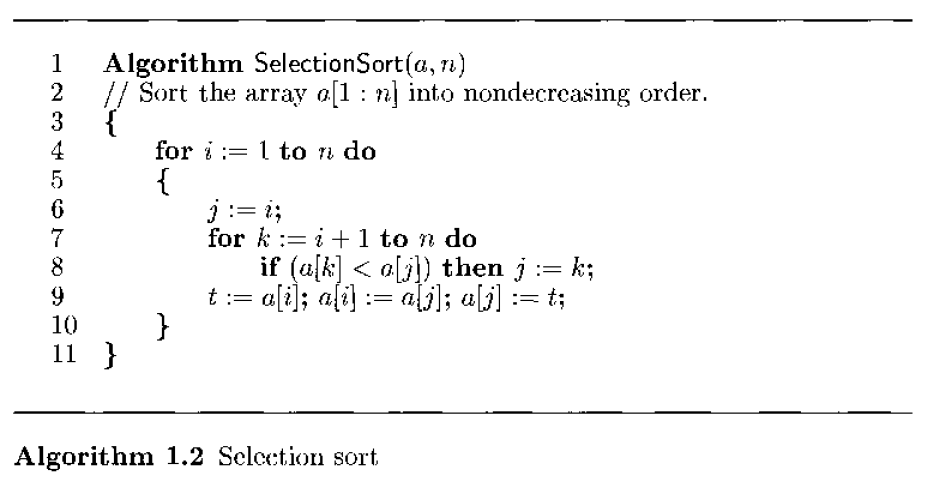 1 Algorithm SelectionSort(a, n)
2 // Sort the array a[1 : n] into nondecreasing order.
3 {
4 for i := 1 to n do
5 {
6 j := i;
7 for k := i + 1 to n do
8 if (a[k] < a[j]) then j := k;
9 t := a[i]; a[i] := a[j]; a[j] := t;
10 }
11 }
Algorithm 1.2 Selection sort